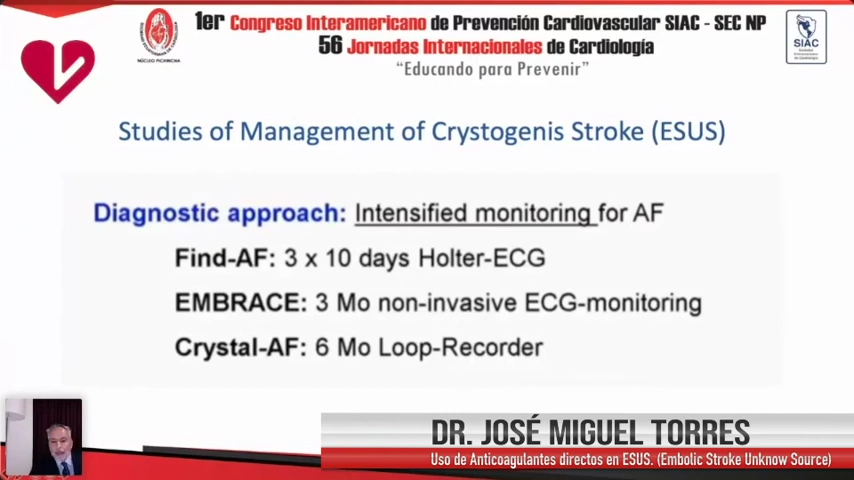 1er Congreso Interamericano de Prevención Cardiovascular SIAC - SEC NP
56 Jornadas Internacionales de Cardiología
“Educando para Prevenir”
NÚCLEO PICHINCHA
SIAC
Studies of Management of Crystogenis Stroke (ESUS)
Diagnostic approach: Intensified monitoring for AF
Find-AF: 3 x 10 days Holter-ECG
EMBRACE: 3 Mo non-invasive ECG-monitoring
Crystal-AF: 6 Mo Loop-Recorder
DR. JOSÉ MIGUEL TORRES
Uso de Anticoagulantes directos en ESUS. (Embolic Stroke Unknow Source)